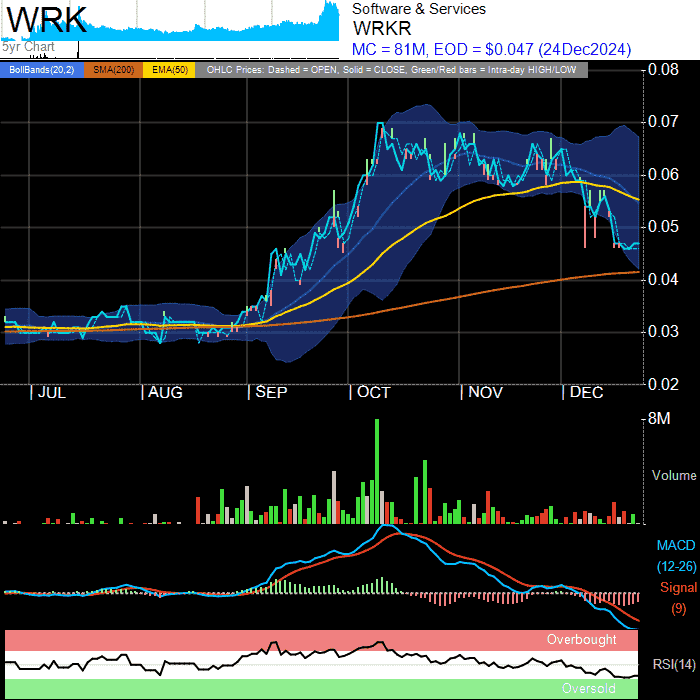 WRK
5yr Chart
Software & Services
WRKR
MC = 81M, EOD = $0.047 (24Dec2024)
BollBands(20,2) SMA(200) EMA(50) OHLC Prices: Dashed = OPEN, Solid = CLOSE, Green/Red bars = Intra-day HIGH/LOW
0.08
0.07
0.06
0.05
0.04
0.03
0.02
| JUL | AUG | SEP | OCT | NOV | DEC
8M
Volume
MACD
(12-26)
Signal
(9)
Overbought
RSI(14)
Oversold